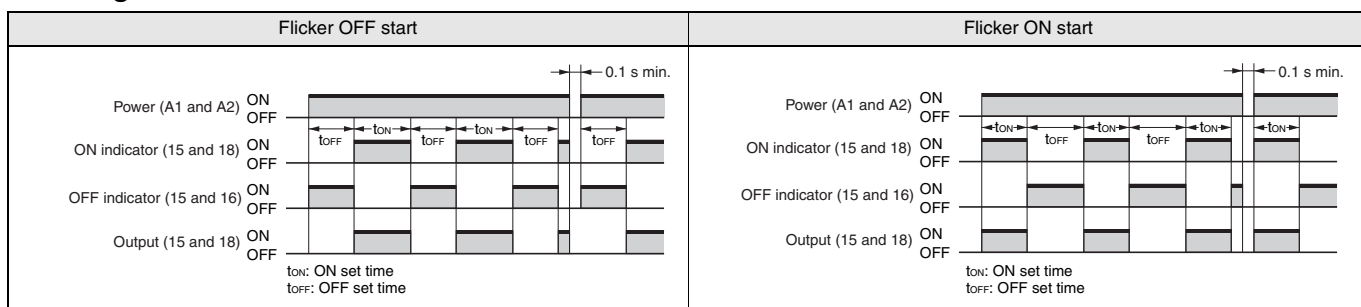 Flicker OFF start
0.1 s min.
Power (A1 and A2) ON
OFF
tOFF tON tOFF tON tOFF tOFF
ON indicator (15 and 18) ON
OFF
OFF indicator (15 and 16) ON
OFF
Output (15 and 18) ON
OFF
tON: ON set time
tOFF: OFF set time
Flicker ON start
0.1 s min.
Power (A1 and A2) ON
OFF
tON tOFF tON tOFF tON tON
ON indicator (15 and 18) ON
OFF
OFF indicator (15 and 16) ON
OFF
Output (15 and 18) ON
OFF
tON: ON set time
tOFF: OFF set time